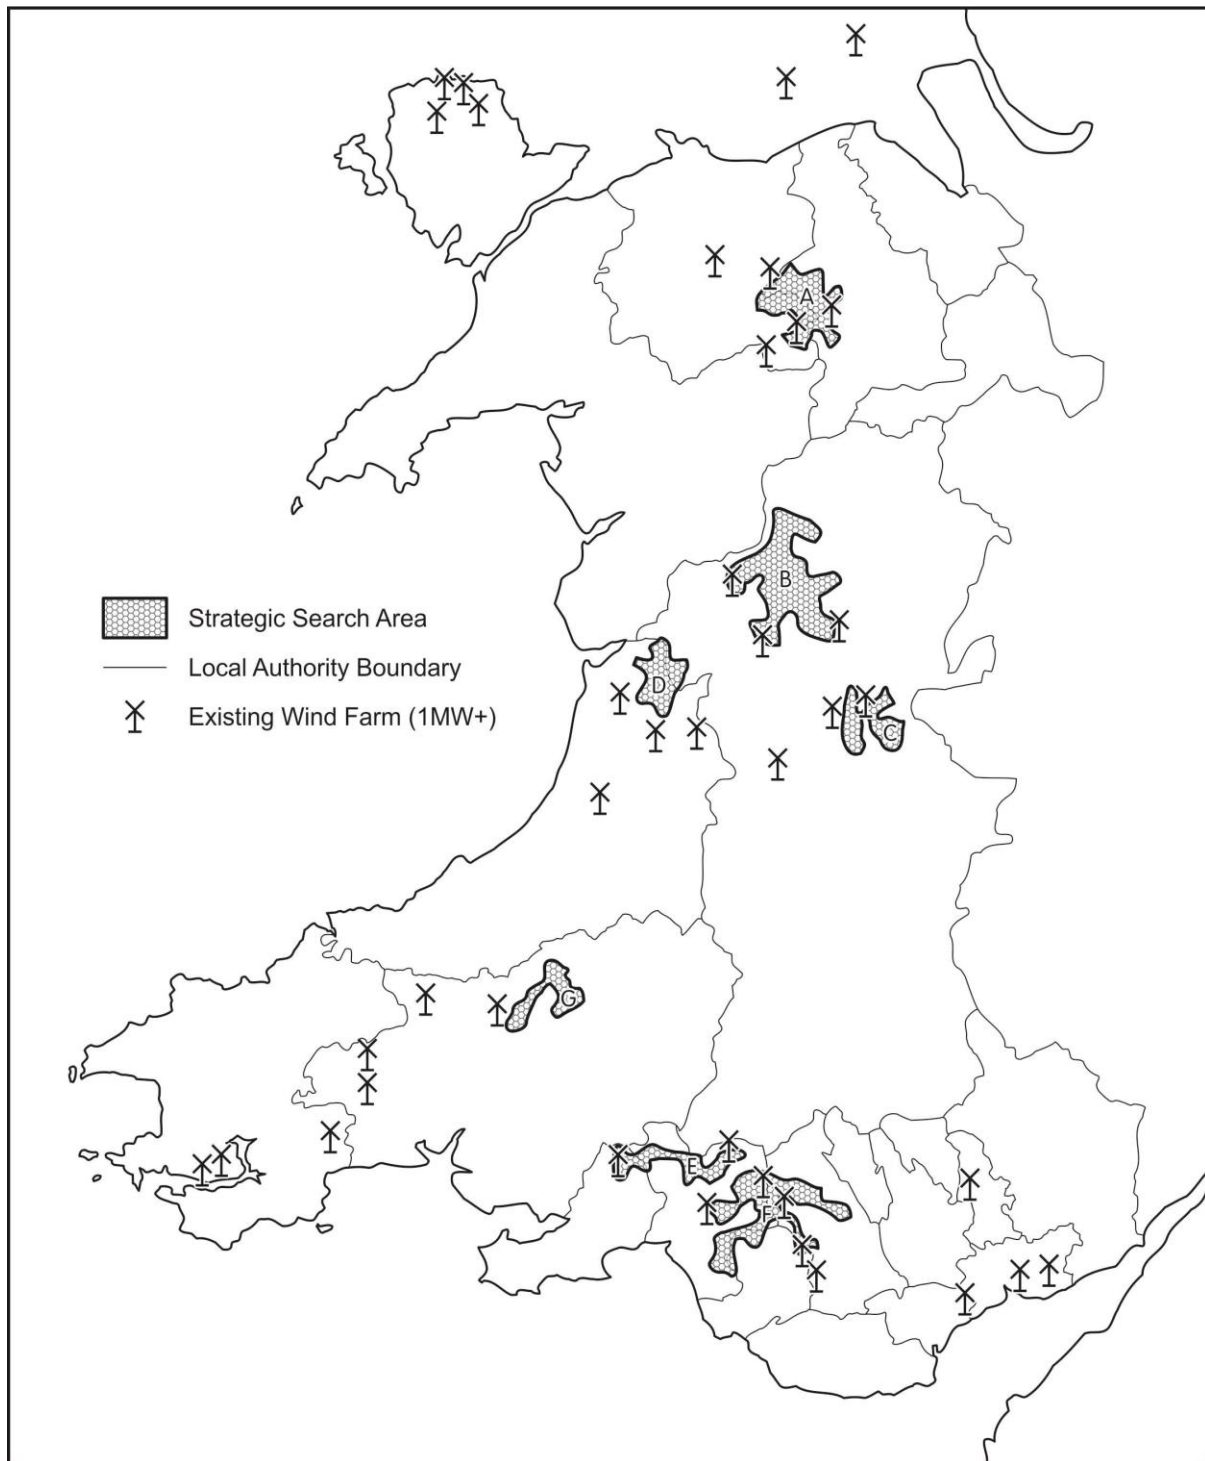 A
B
Strategic Search Area
Local Authority Boundary
D
Existing Wind Farm (1MW+)
C
G
E
F